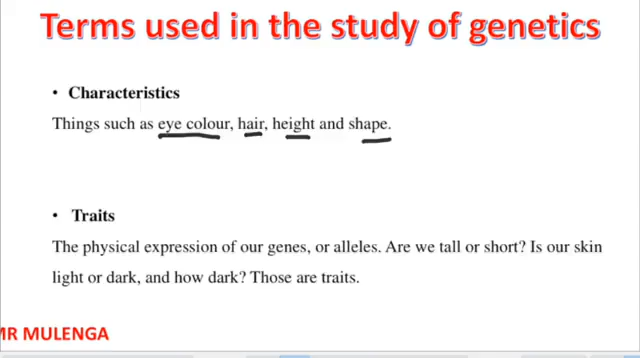 Terms used in the study of genetics
• Characteristics
Things such as eye colour, hair, height and shape.
• Traits
The physical expression of our genes, or alleles. Are we tall or short? Is our skin
light or dark, and how dark? Those are traits.
MR MULENGA